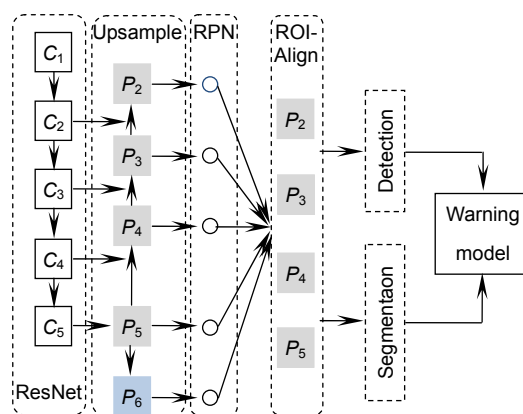 Upsample
RPN
ROI-
Align
C1
C2
C3
C4
C5
ResNet
P2
P3
P4
P5
P6
P2
P3
P4
P5
Detection
Segmentaon
Warning
model